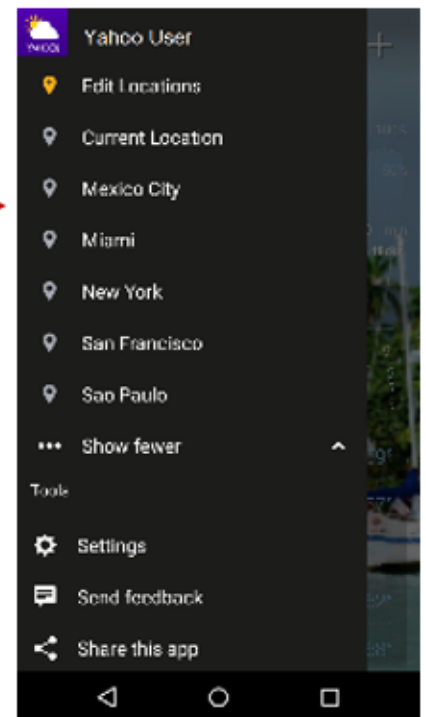 YAHOO!
Yahoo User
Edit Locations
Current Location
Mexico City
Miami
New York
San Francisco
Sao Paulo
Show fewer
Tools
Settings
Send feedback
Share this app